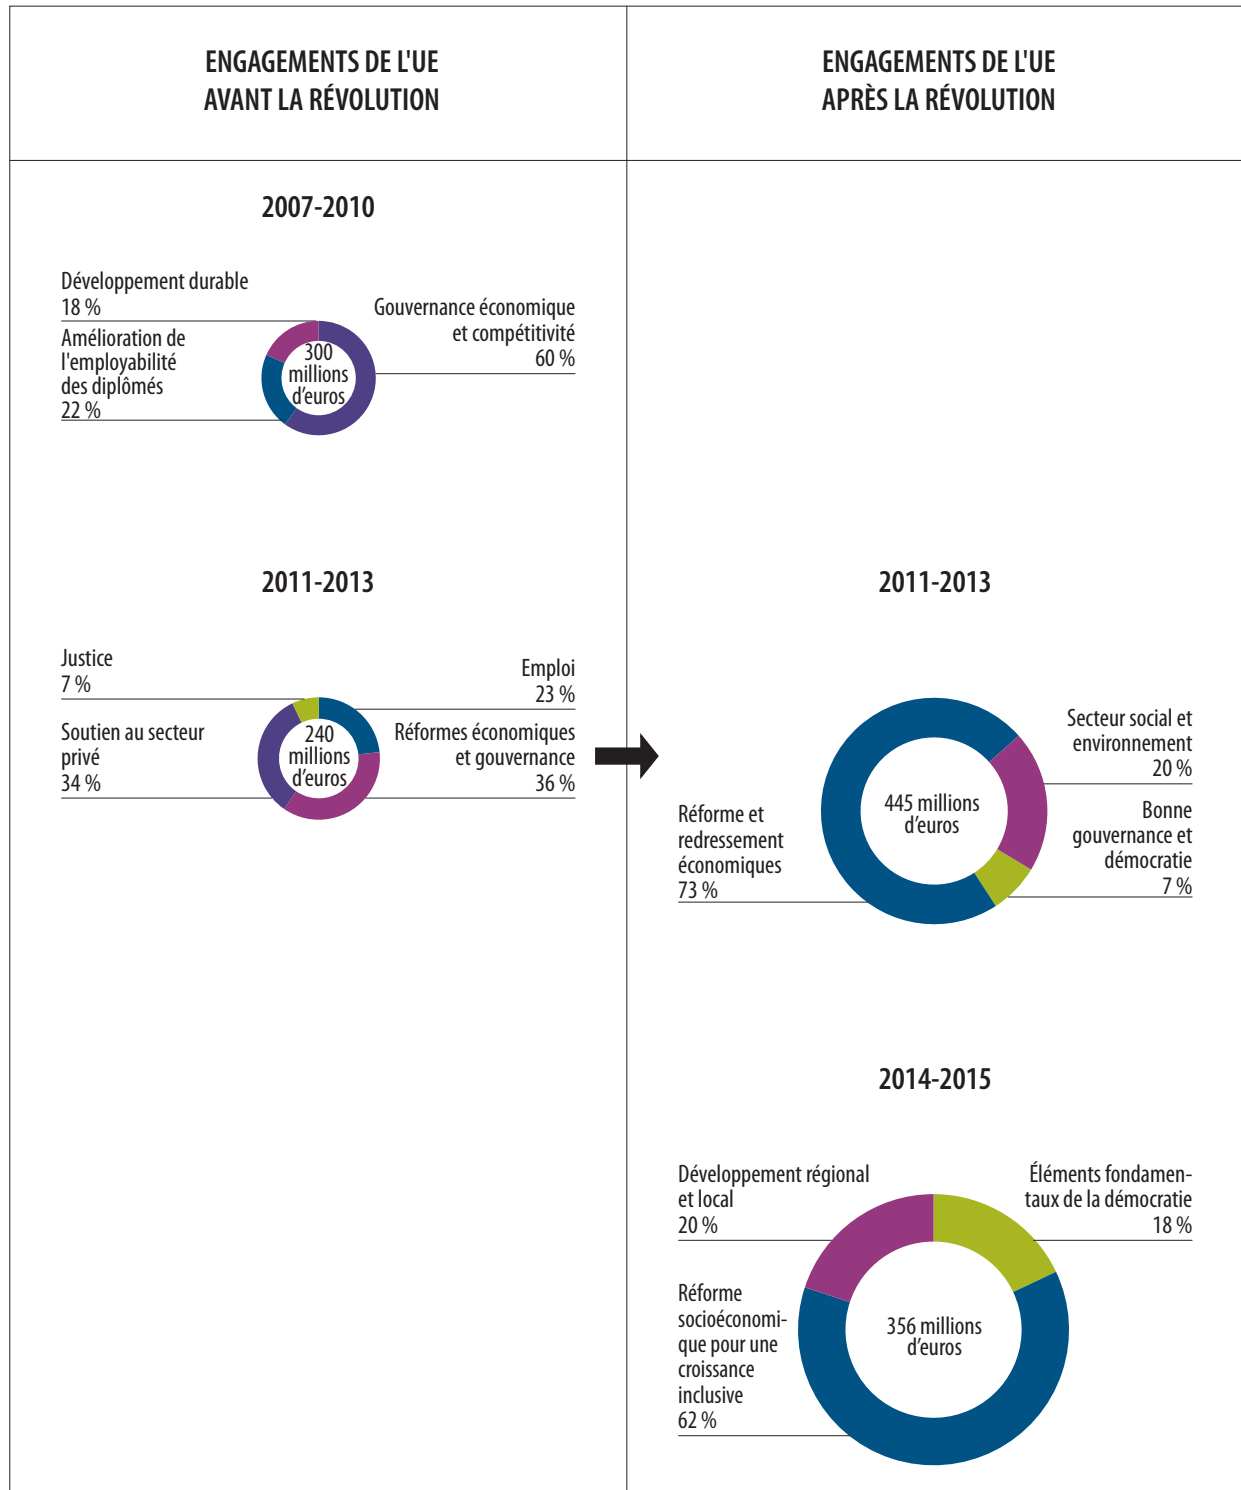 ENGAGEMENTS DE L'UE
AVANT LA RÉVOLUTION
ENGAGEMENTS DE L'UE
APRÈS LA RÉVOLUTION
2007-2010
Développement durable
18 %
Amélioration de
l'employabilité
des diplômés
22 %
300
millions
d’euros
Gouvernance économique
et compétitivité
60 %
2011-2013
Justice
7 %
Soutien au secteur
privé
34 %
240
millions
d’euros
Emploi
23 %
Réformes économiques
et gouvernance
36 %
2011-2013
Réforme et
redressement
économiques
73 %
445 millions
d’euros
Secteur social et
environnement
20 %
Bonne
gouvernance et
démocratie
7 %
2014-2015
Développement régional
et local
20 %
Réforme
socioéconomi-
que pour une
croissance
inclusive
62 %
356 millions
d’euros
Éléments fondamen-
taux de la démocratie
18 %